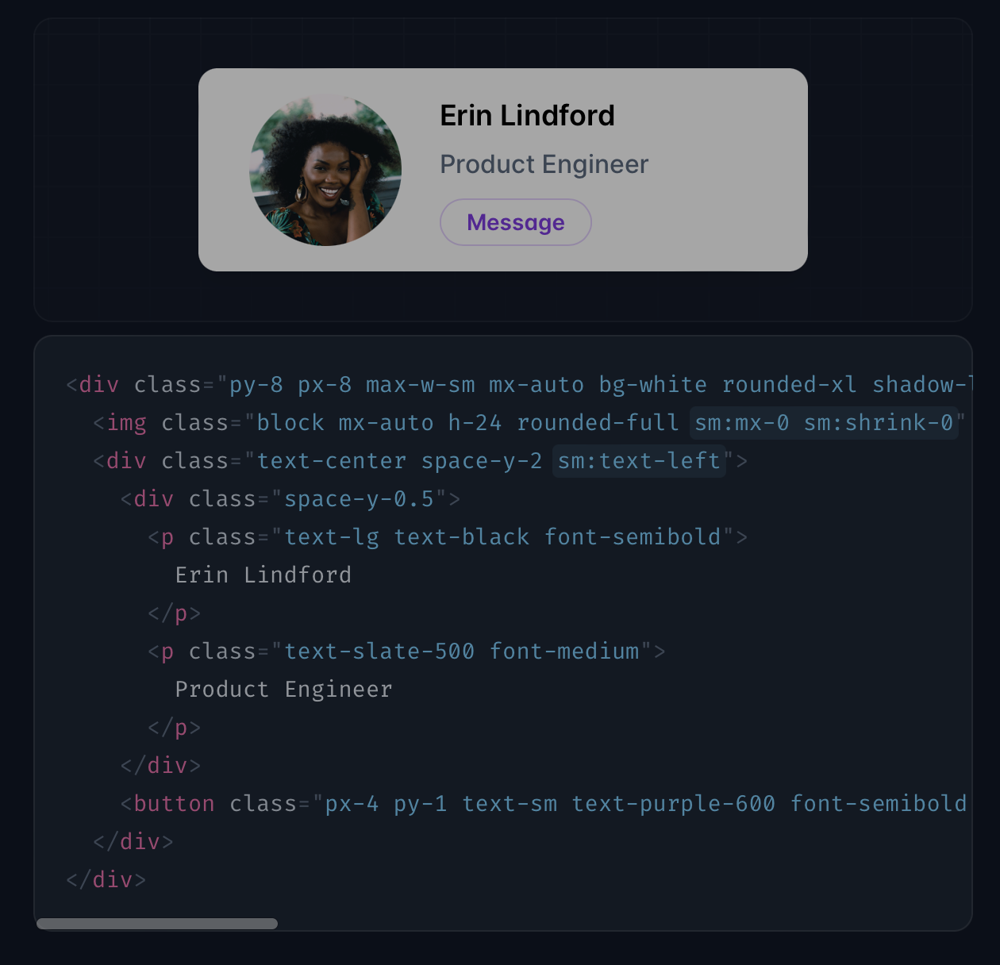 Erin Lindford
Product Engineer
Message
<div class="py-8 px-8 max-w-sm mx-auto bg-white rounded-xl
<img class="block mx-auto h-24 rounded-full sm:mx-0 sm:shrink-0"
<div class="text-center space-y-2 sm:text-left">
<div class="space-y-0.5">
<p class="text-lg text-black font-semibold">
Erin Lindford
</p>
<p class="text-slate-500 font-medium">
Product Engineer
</p>
</div>
<button class="px-4 py-1 text-sm text-purple-600 font-semibold
</div>
</div>